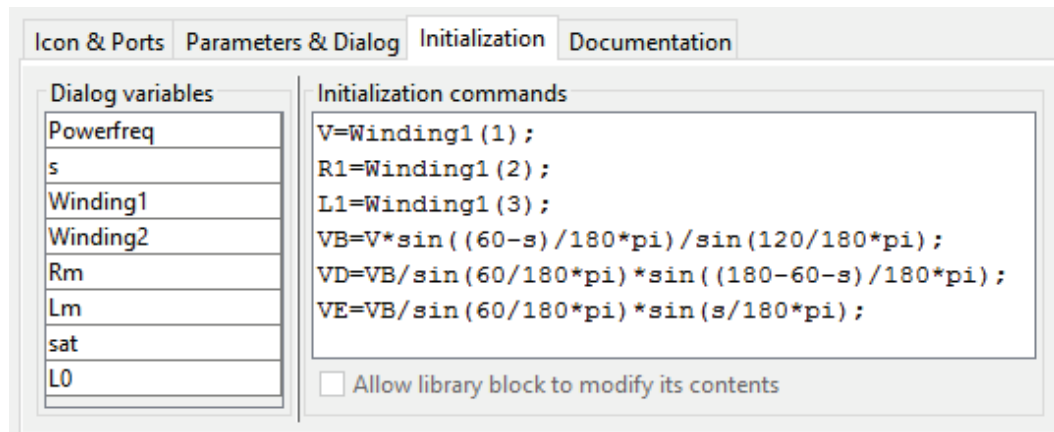 Icon & Ports Parameters & Dialog Initialization Documentation
Dialog variables
Powerfreq
s
Winding1
Winding2
Rm
Lm
sat
L0
Initialization commands
V=Winding1(1);
R1=Winding1(2);
L1=Winding1(3);
VB=V*sin((60-s)/180*pi)/sin(120/180*pi);
VD=VB/sin(60/180*pi)*sin((180-60-s)/180*pi);
VE=VB/sin(60/180*pi)*sin(s/180*pi);
Allow library block to modify its contents